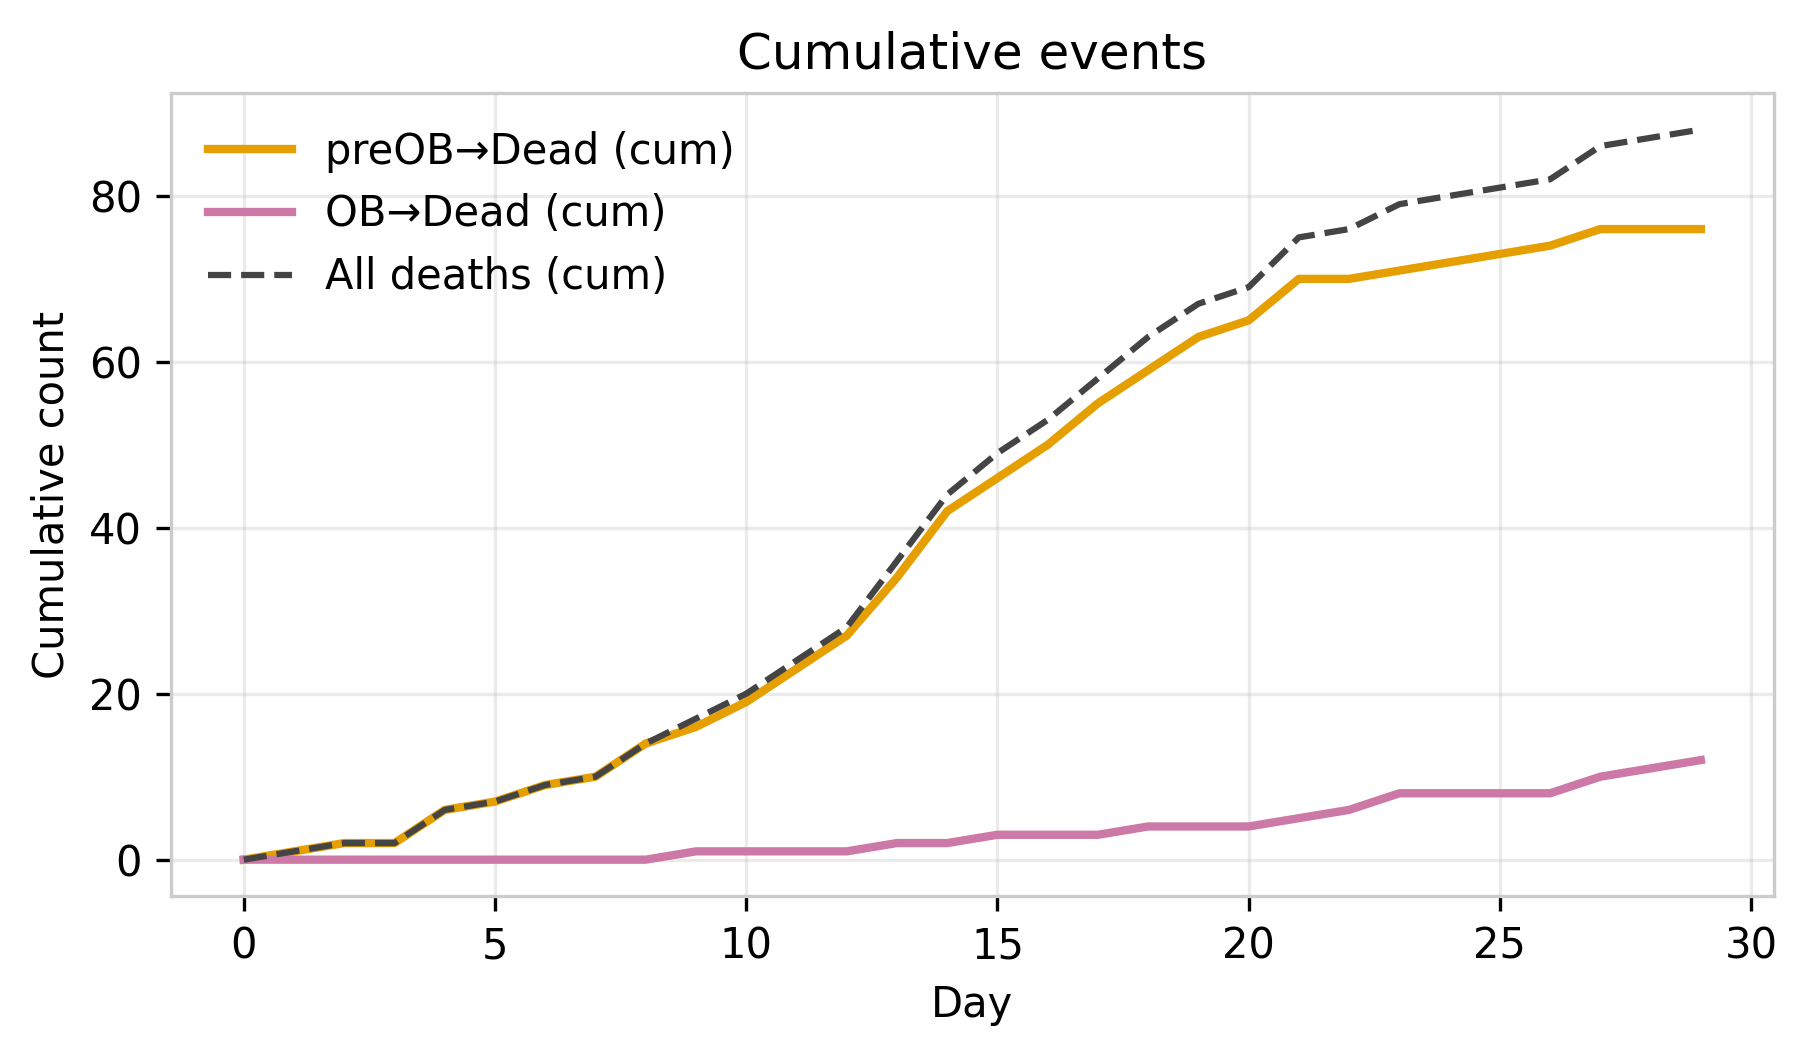 Cumulative events
preOB→Dead (cum)
OB→Dead (cum)
All deaths (cum)
Cumulative count
80
60
40
20
0
0 5 10 15 20 25 30
Day